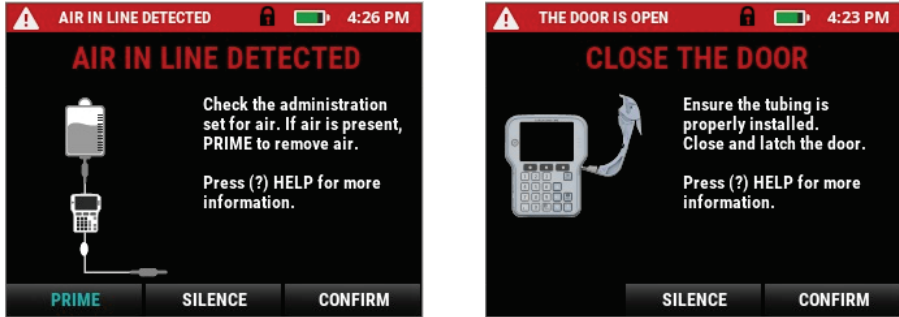 AIR IN LINE DETECTED 4:26 PM
AIR IN LINE DETECTED
Check the administration
set for air. If air is present,
PRIME to remove air.
Press (?) HELP for more
information.
PRIME SILENCE CONFIRM
THE DOOR IS OPEN 4:23 PM
CLOSE THE DOOR
Ensure the tubing is
properly installed.
Close and latch the door.
Press (?) HELP for more
information.
SILENCE CONFIRM